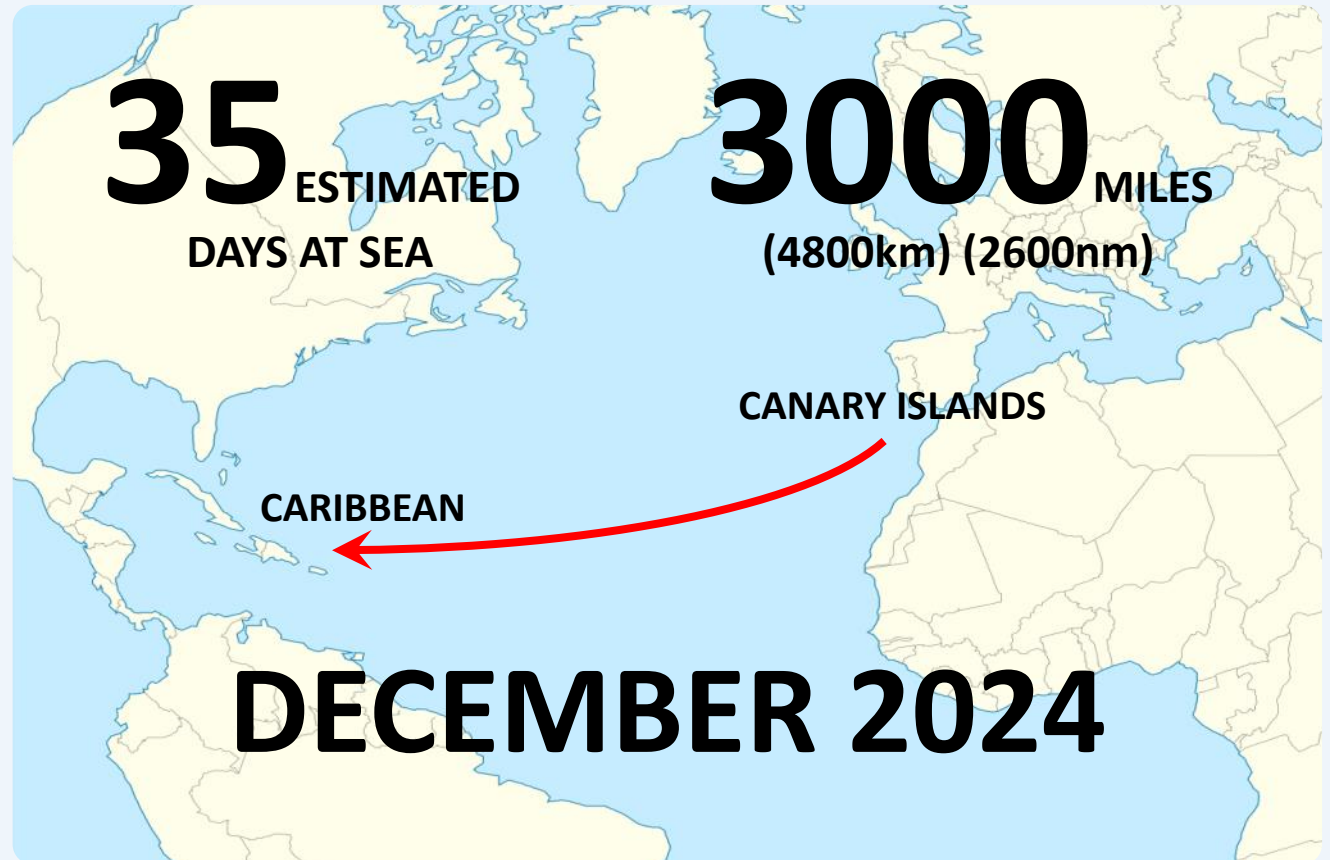 35 ESTIMATED
DAYS AT SEA
3000 MILES
(4800km) (2600nm)
CANARY ISLANDS
CARIBBEAN
DECEMBER 2024